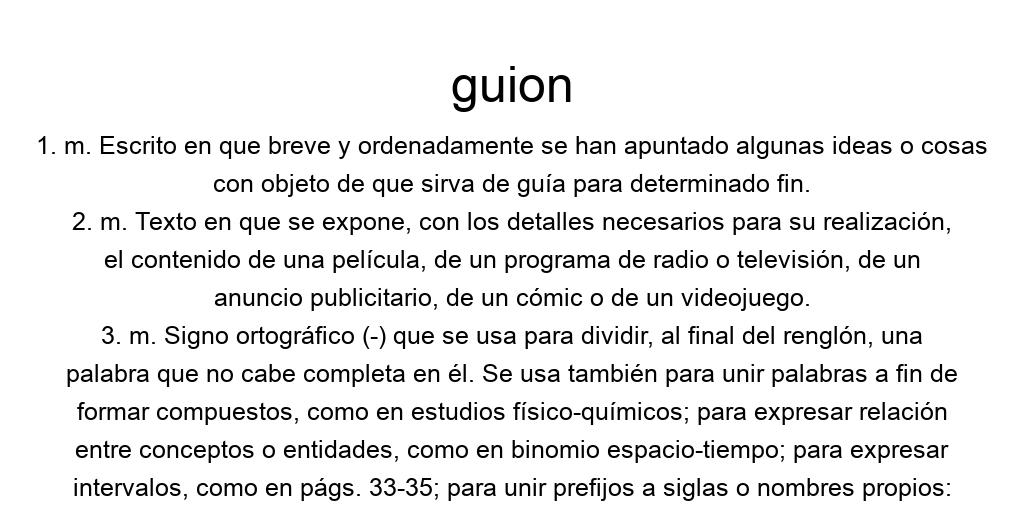 guion
1. m. Escrito en que breve y ordenadamente se han apuntado algunas ideas o cosas
con objeto de que sirva de guía para determinado fin.
2. m. Texto en que se expone, con los detalles necesarios para su realización,
el contenido de una película, de un programa de radio o televisión, de un
anuncio publicitario, de un cómic o de un videojuego.
3. m. Signo ortográfico (-) que se usa para dividir, al final del renglón, una
palabra que no cabe completa en él. Se usa también para unir palabras a fin de
formar compuestos, como en estudios físico-químicos; para expresar relación
entre conceptos o entidades, como en binomio espacio-tiempo; para expresar
intervalos, como en págs. 33-35; para unir prefijos a siglas o nombres propios: